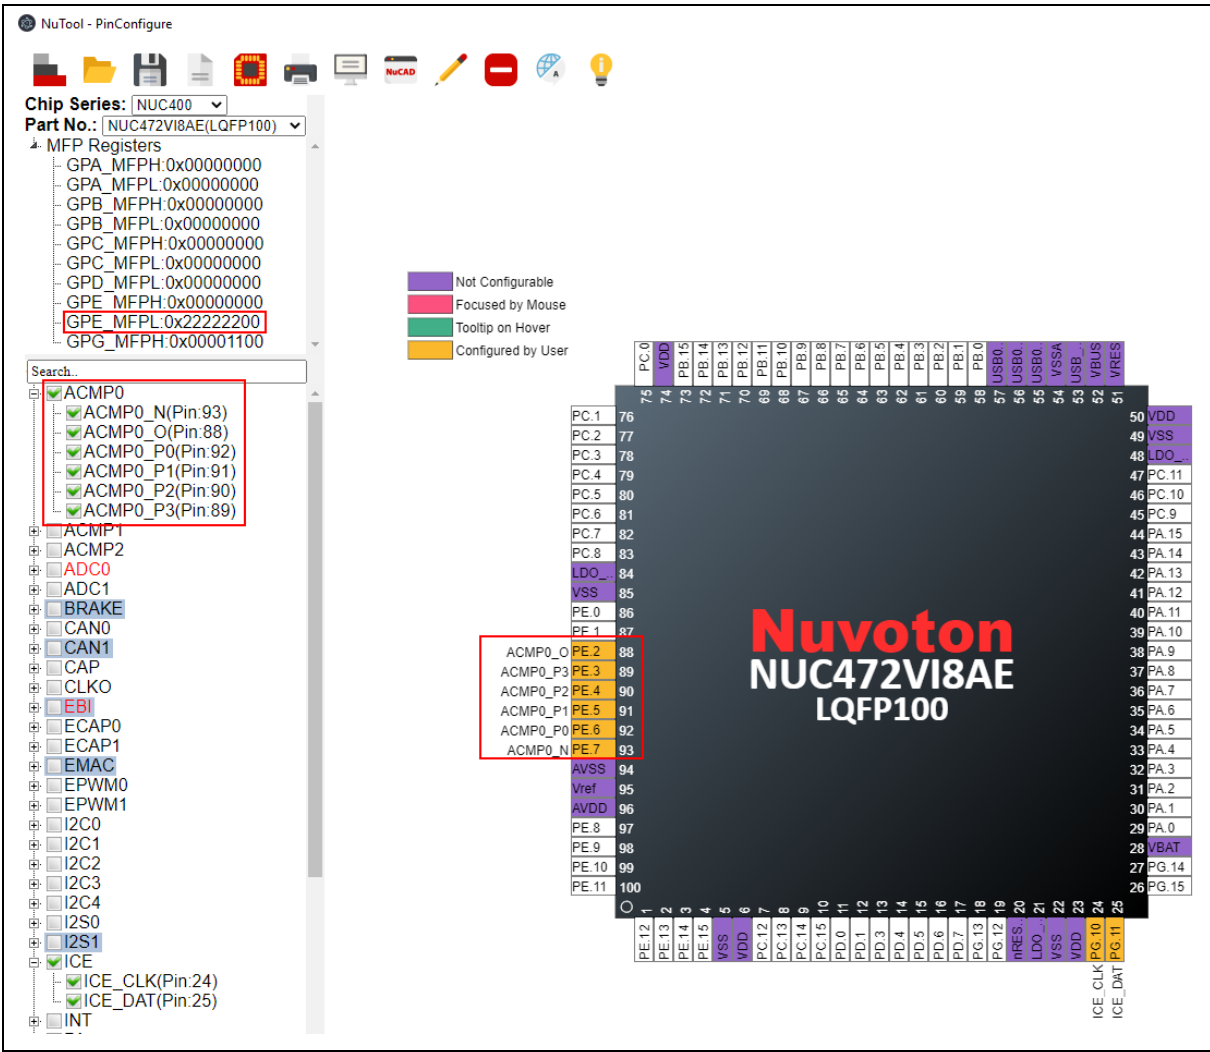 NuTool - PinConfigure
NuCAD
A
Chip Series: NUC400
Part No.: NUC472VI8AE(LQFP100)
MFP Registers
GPA_MFPH:0x00000000
GPA_MFPL:0x00000000
GPB_MFPH:0x00000000
GPB_MFPL:0x00000000
GPC_MFPH:0x00000000
GPC_MFPL:0x00000000
GPD_MFPL:0x00000000
GPE_MFPH:0x00000000
GPE_MFPL:0x22222200
GPG_MFPH:0x00001100
Search..
ACMP0
ACMP0_N(Pin:93)
ACMP0_O(Pin:88)
ACMP0_P0(Pin:92)
ACMP0_P1(Pin:91)
ACMP0_P2(Pin:90)
ACMP0_P3(Pin:89)
ACMP1
ACMP2
ADC0
ADC1
BRAKE
CAN0
CAN1
CAP
CLKO
EBI
ECAP0
ECAP1
EMAC
EPWM0
EPWM1
I2C0
I2C1
I2C2
I2C3
I2C4
I2S0
I2S1
ICE
ICE_CLK(Pin:24)
ICE_DAT(Pin:25)
INT
Not Configurable
Focused by Mouse
Tooltip on Hover
Configured by User
PC.0 VDD PB.15 PB.14 PB.13 PB.12 PB.11 PB.10 PB.9 PB.8 PB.7 PB.6 PB.5 PB.4 PB.3 PB.2 PB.1 PB.0 USB0.. USB0.. USB0.. VSSA USB_.. VBUS VRES
75 74 73 72 71 70 69 68 67 66 65 64 63 62 61 60 59 58 57 56 55 54 53 52 51
PC.1 76
PC.2 77
PC.3 78
PC.4 79
PC.5 80
PC.6 81
PC.7 82
PC.8 83
LDO_.. 84
VSS 85
PE.0 86
PE.1 87
ACMP0_O PE.2 88
ACMP0_P3 PE.3 89
ACMP0_P2 PE.4 90
ACMP0_P1 PE.5 91
ACMP0_P0 PE.6 92
ACMP0_N PE.7 93
AVSS 94
Vref 95
AVDD 96
PE.8 97
PE.9 98
PE.10 99
PE.11 100
Nuvoton
NUC472VI8AE
LQFP100
50 VDD
49 VSS
48 LDO_..
47 PC.11
46 PC.10
45 PC.9
44 PA.15
43 PA.14
42 PA.13
41 PA.12
40 PA.11
39 PA.10
38 PA.9
37 PA.8
36 PA.7
35 PA.6
34 PA.5
33 PA.4
32 PA.3
31 PA.2
30 PA.1
29 PA.0
28 VBAT
27 PG.14
26 PG.15
1 2 3 4 5 6 7 8 9 10 11 12 13 14 15 16 17 18 19 20 21 22 23 24 25
PE.12 PE.13 PE.14 PE.15 VSS VDD PC.12 PC.13 PC.14 PC.15 PD.0 PD.1 PD.3 PD.4 PD.5 PD.6 PD.7 PG.13 PG.12 nRES.. LDO_.. VSS VDD PG.10 PG.11
ICE_CLK ICE_DAT